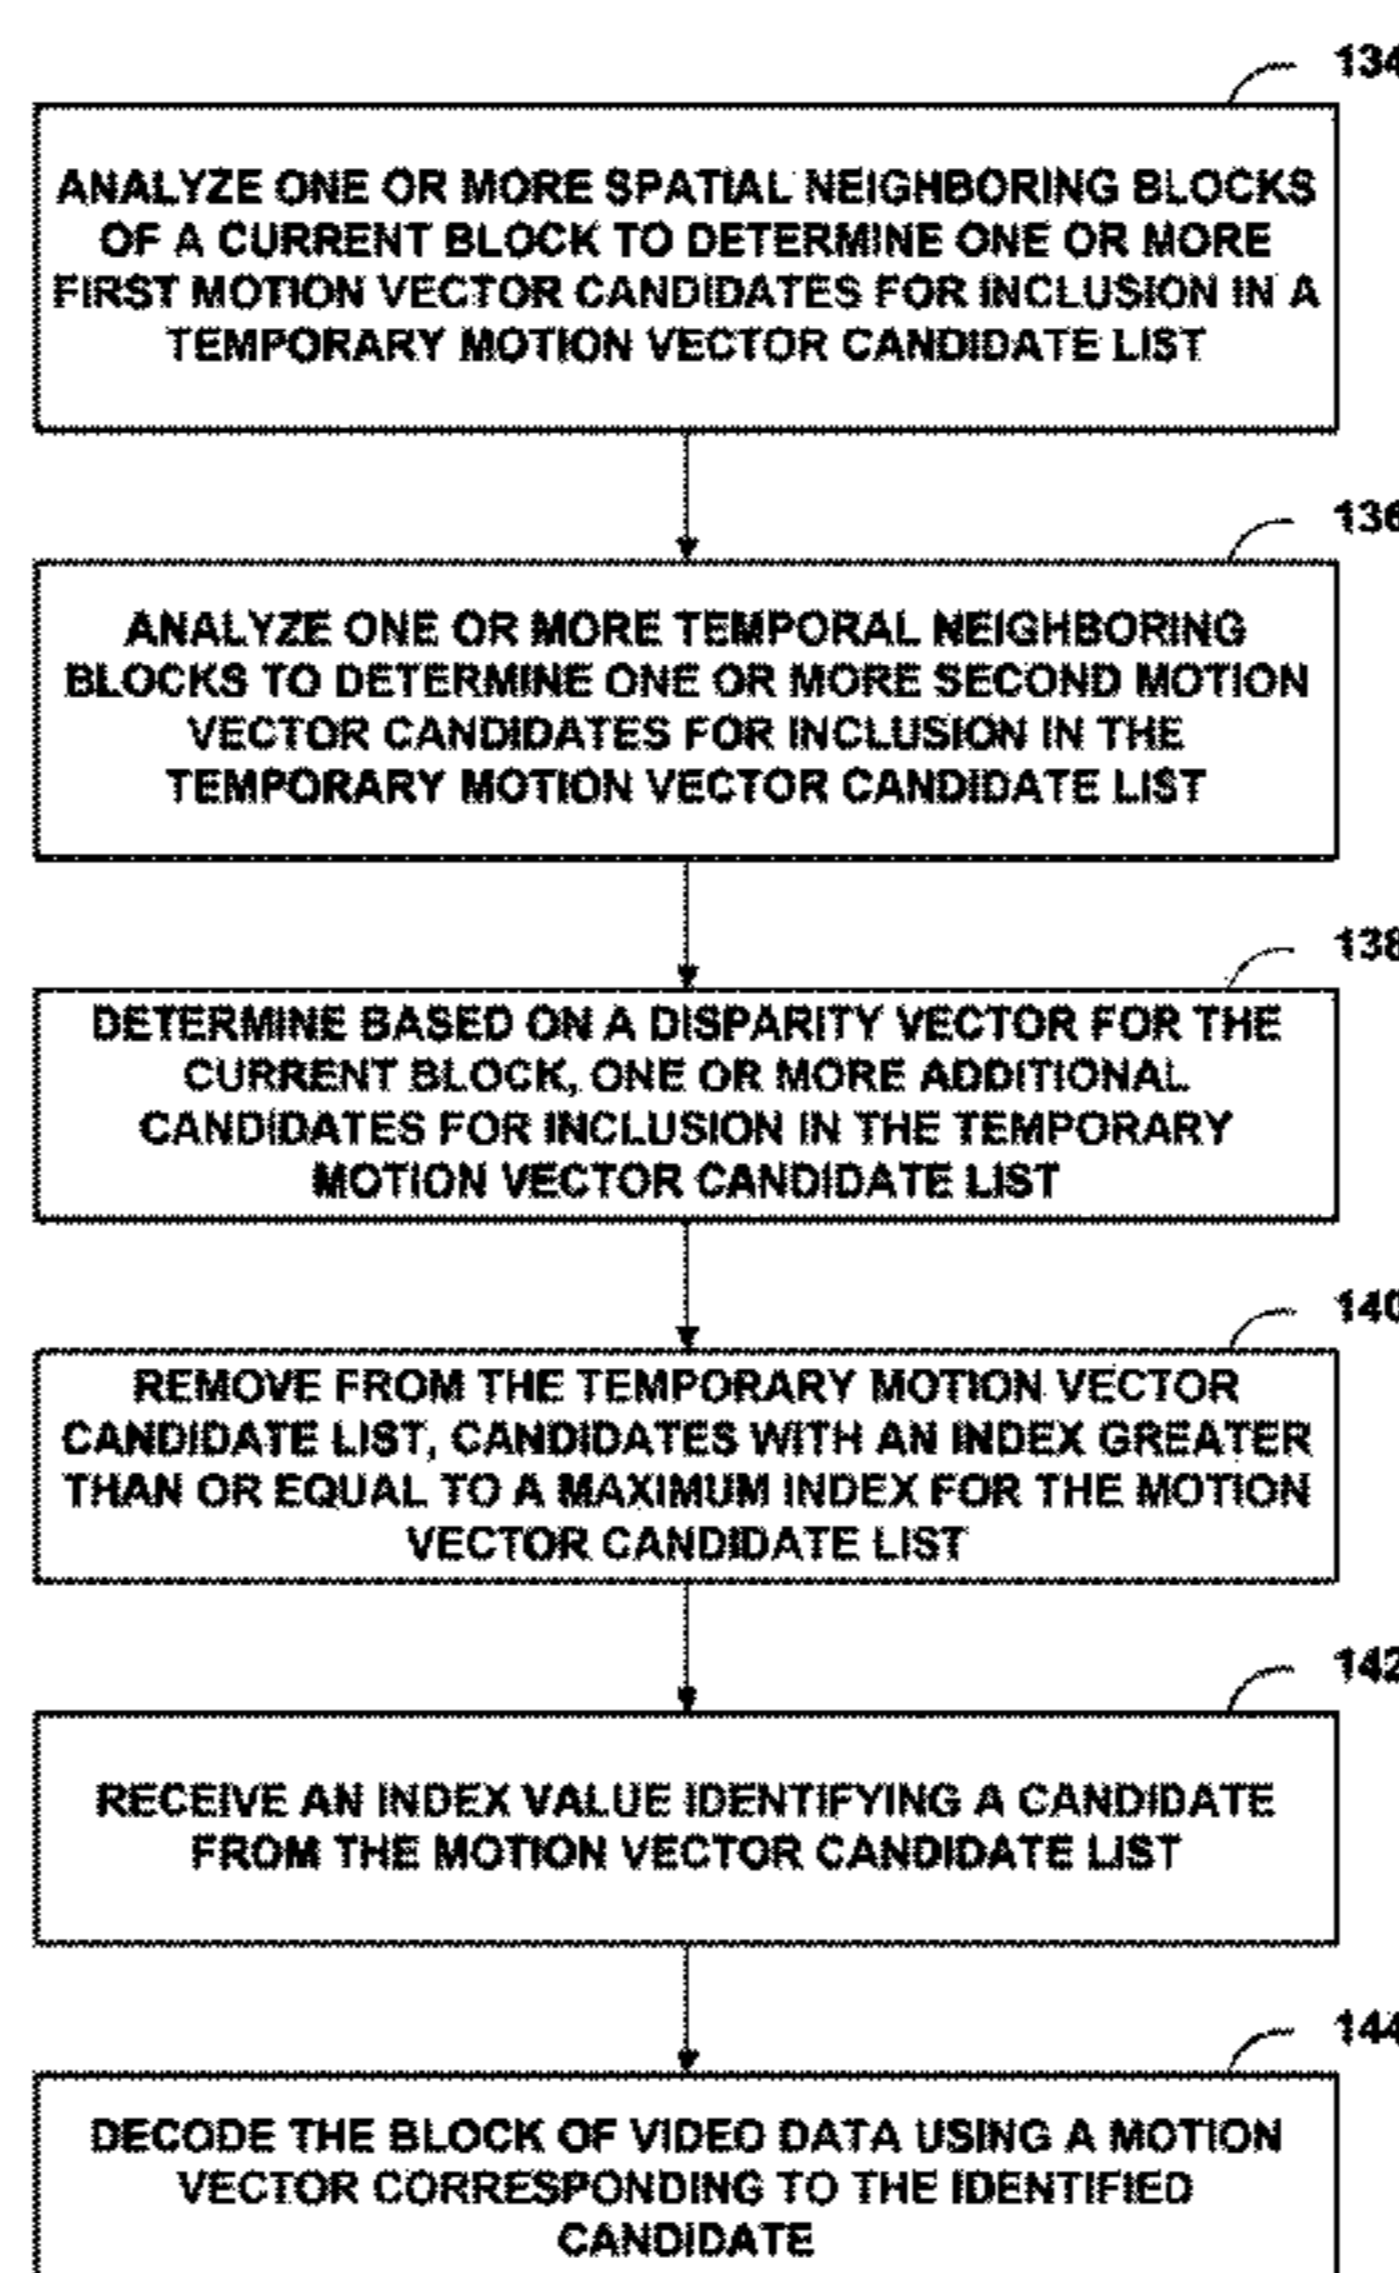 134
ANALYZE ONE OR MORE SPATIAL NEIGHBORING BLOCKS
OF A CURRENT BLOCK TO DETERMINE ONE OR MORE
FIRST MOTION VECTOR CANDIDATES FOR INCLUSION IN A
TEMPORARY MOTION VECTOR CANDIDATE LIST
136
ANALYZE ONE OR MORE TEMPORAL NEIGHBORING
BLOCKS TO DETERMINE ONE OR MORE SECOND MOTION
VECTOR CANDIDATES FOR INCLUSION IN THE
TEMPORARY MOTION VECTOR CANDIDATE LIST
138
DETERMINE BASED ON A DISPARITY VECTOR FOR THE
CURRENT BLOCK, ONE OR MORE ADDITIONAL
CANDIDATES FOR INCLUSION IN THE TEMPORARY
MOTION VECTOR CANDIDATE LIST
140
REMOVE FROM THE TEMPORARY MOTION VECTOR
CANDIDATE LIST, CANDIDATES WITH AN INDEX GREATER
THAN OR EQUAL TO A MAXIMUM INDEX FOR THE MOTION
VECTOR CANDIDATE LIST
142
RECEIVE AN INDEX VALUE IDENTIFYING A CANDIDATE
FROM THE MOTION VECTOR CANDIDATE LIST
144
DECODE THE BLOCK OF VIDEO DATA USING A MOTION
VECTOR CORRESPONDING TO THE IDENTIFIED
CANDIDATE